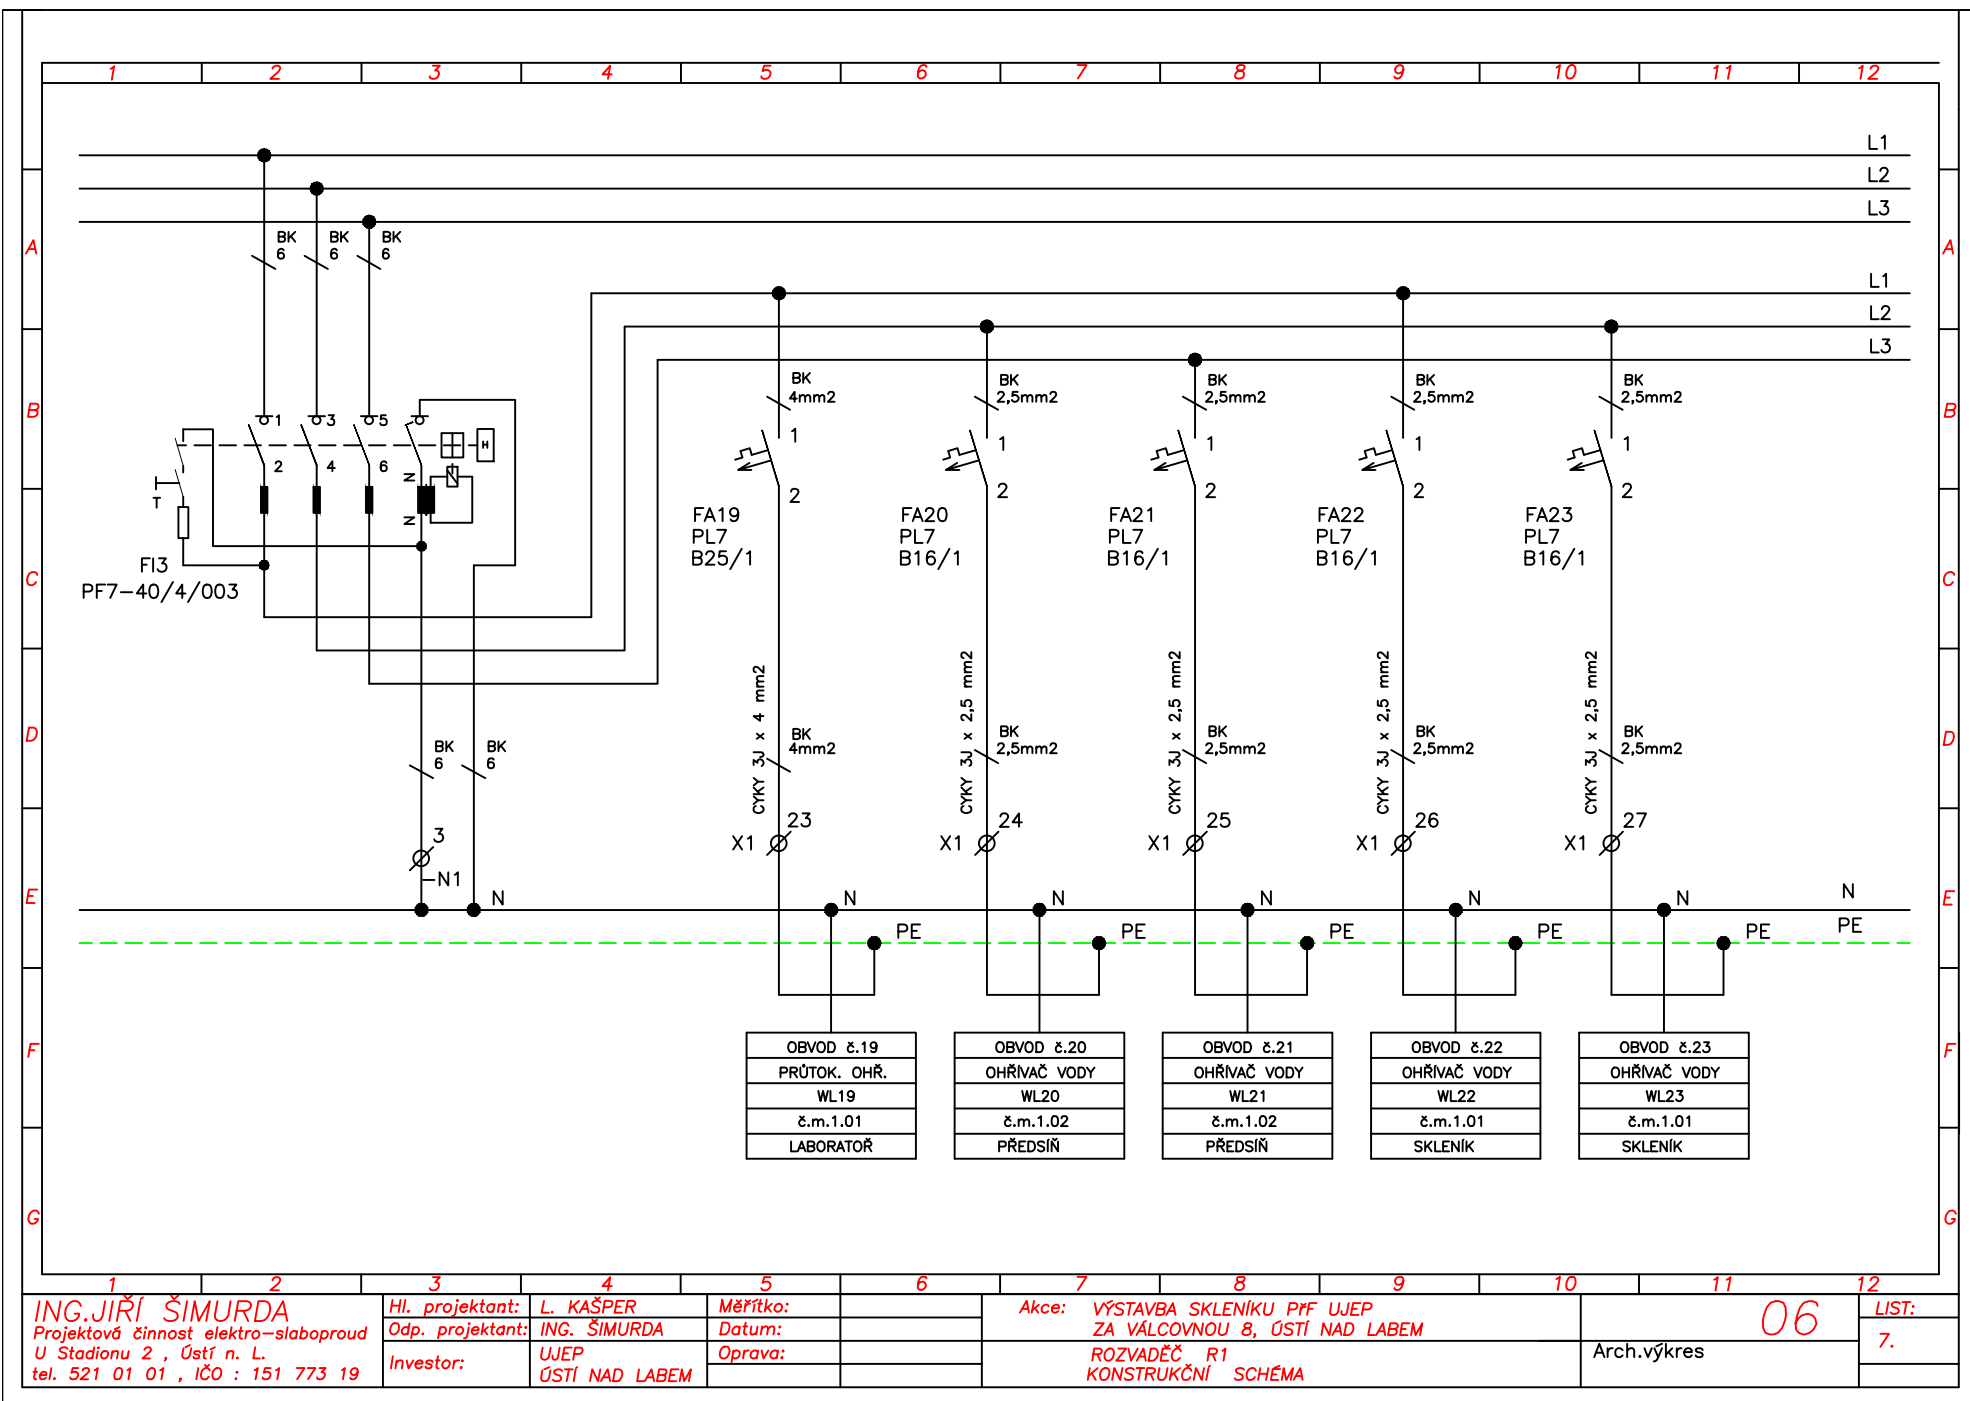 1 2 3 4 5 6 7 8 9 10 11 12
L1
L2
L3
A BK BK BK A
6 6 6
L1
L2
L3
BK BK BK BK BK
4mm2 2,5mm2 2,5mm2 2,5mm2 2,5mm2
B 1 3 5 B
1 1 1 1 1
H
2 4 6 N
2 2 2 2 2
T N
FA19 FA20 FA21 FA22 FA23
PL7 PL7 PL7 PL7 PL7
B25/1 B16/1 B16/1 B16/1 B16/1
FI3
C C
PF7-40/4/003
CYKY 3J x 4 mm2
CYKY 3J x 2,5 mm2
CYKY 3J x 2,5 mm2
CYKY 3J x 2,5 mm2
CYKY 3J x 2,5 mm2
D BK BK BK BK BK BK BK D
6 6 4mm2 2,5mm2 2,5mm2 2,5mm2 2,5mm2
3 23 24 25 26 27
X1 X1 X1 X1 X1
-N1
E N N N N N N N E
PE PE PE PE PE PE
F F
OBVOD č.19 OBVOD č.20 OBVOD č.21 OBVOD č.22 OBVOD č.23
PRŮTOK. OHŘ. OHŘÍVAČ VODY OHŘÍVAČ VODY OHŘÍVAČ VODY OHŘÍVAČ VODY
WL19 WL20 WL21 WL22 WL23
č.m.1.01 č.m.1.02 č.m.1.02 č.m.1.01 č.m.1.01
LABORATOŘ PŘEDSÍŇ PŘEDSÍŇ SKLENÍK SKLENÍK
G G
1 2 3 4 5 6 7 8 9 10 11 12
ING.JIŘÍ ŠIMURDA
Projektová činnost elektro-slaboproud
U Stadionu 2 , Ústí n. L.
tel. 521 01 01 , IČO : 151 773 19
Hl. projektant: L. KAŠPER
Odp. projektant: ING. ŠIMURDA
Investor: UJEP
ÚSTÍ NAD LABEM
Měřítko:
Datum:
Oprava:
Akce: VÝSTAVBA SKLENÍKU PřF UJEP
ZA VÁLCOVNOU 8, ÚSTÍ NAD LABEM
ROZVADĚČ R1
KONSTRUKČNÍ SCHÉMA
06
Arch.výkres
LIST:
7.